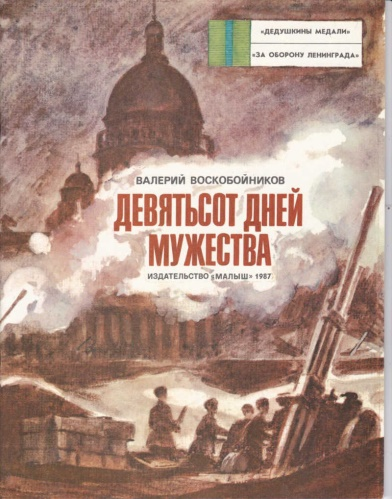 «ДЕДУШКИНЫ МЕДАЛИ»
«ЗА ОБОРОНУ ЛЕНИНГРАДА»
ВАЛЕРИЙ ВОСКОБОЙНИКОВ
ДЕВЯТЬСОТ ДНЕЙ
МУЖЕСТВА
ИЗДАТЕЛЬСТВО «МАЛЫШ» 1987